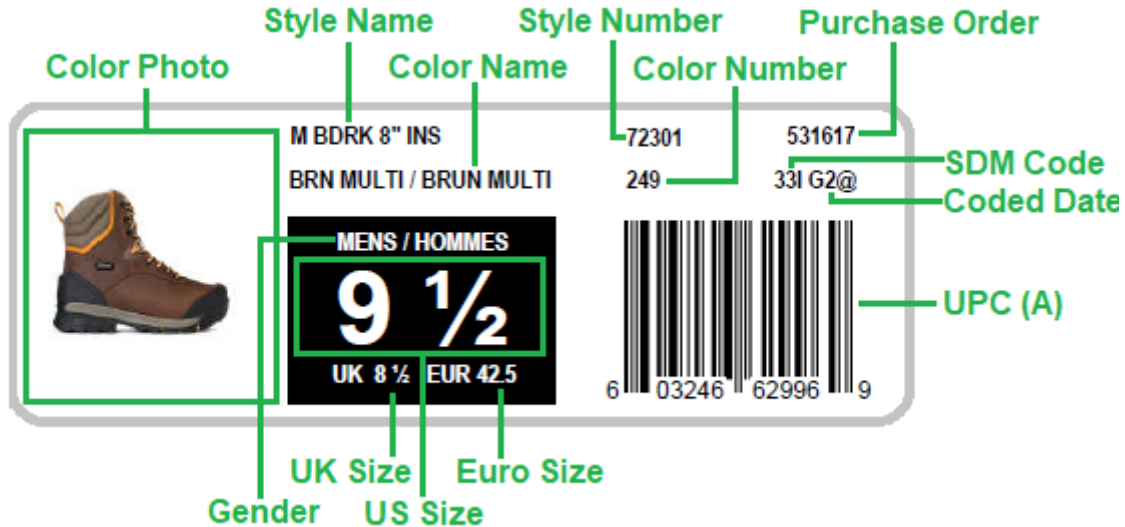 Style Name Style Number Purchase Order
Color Photo Color Name Color Number
M BDRK 8" INS 72301 531617
BRN MULTI / BRUN MULTI 249 33I G2@
SDM Code
Coded Date
MENS / HOMMES
9 ½
UK 8 ½ EUR 42.5
UPC (A)
6 03246 62996 9
UK Size Euro Size
Gender US Size